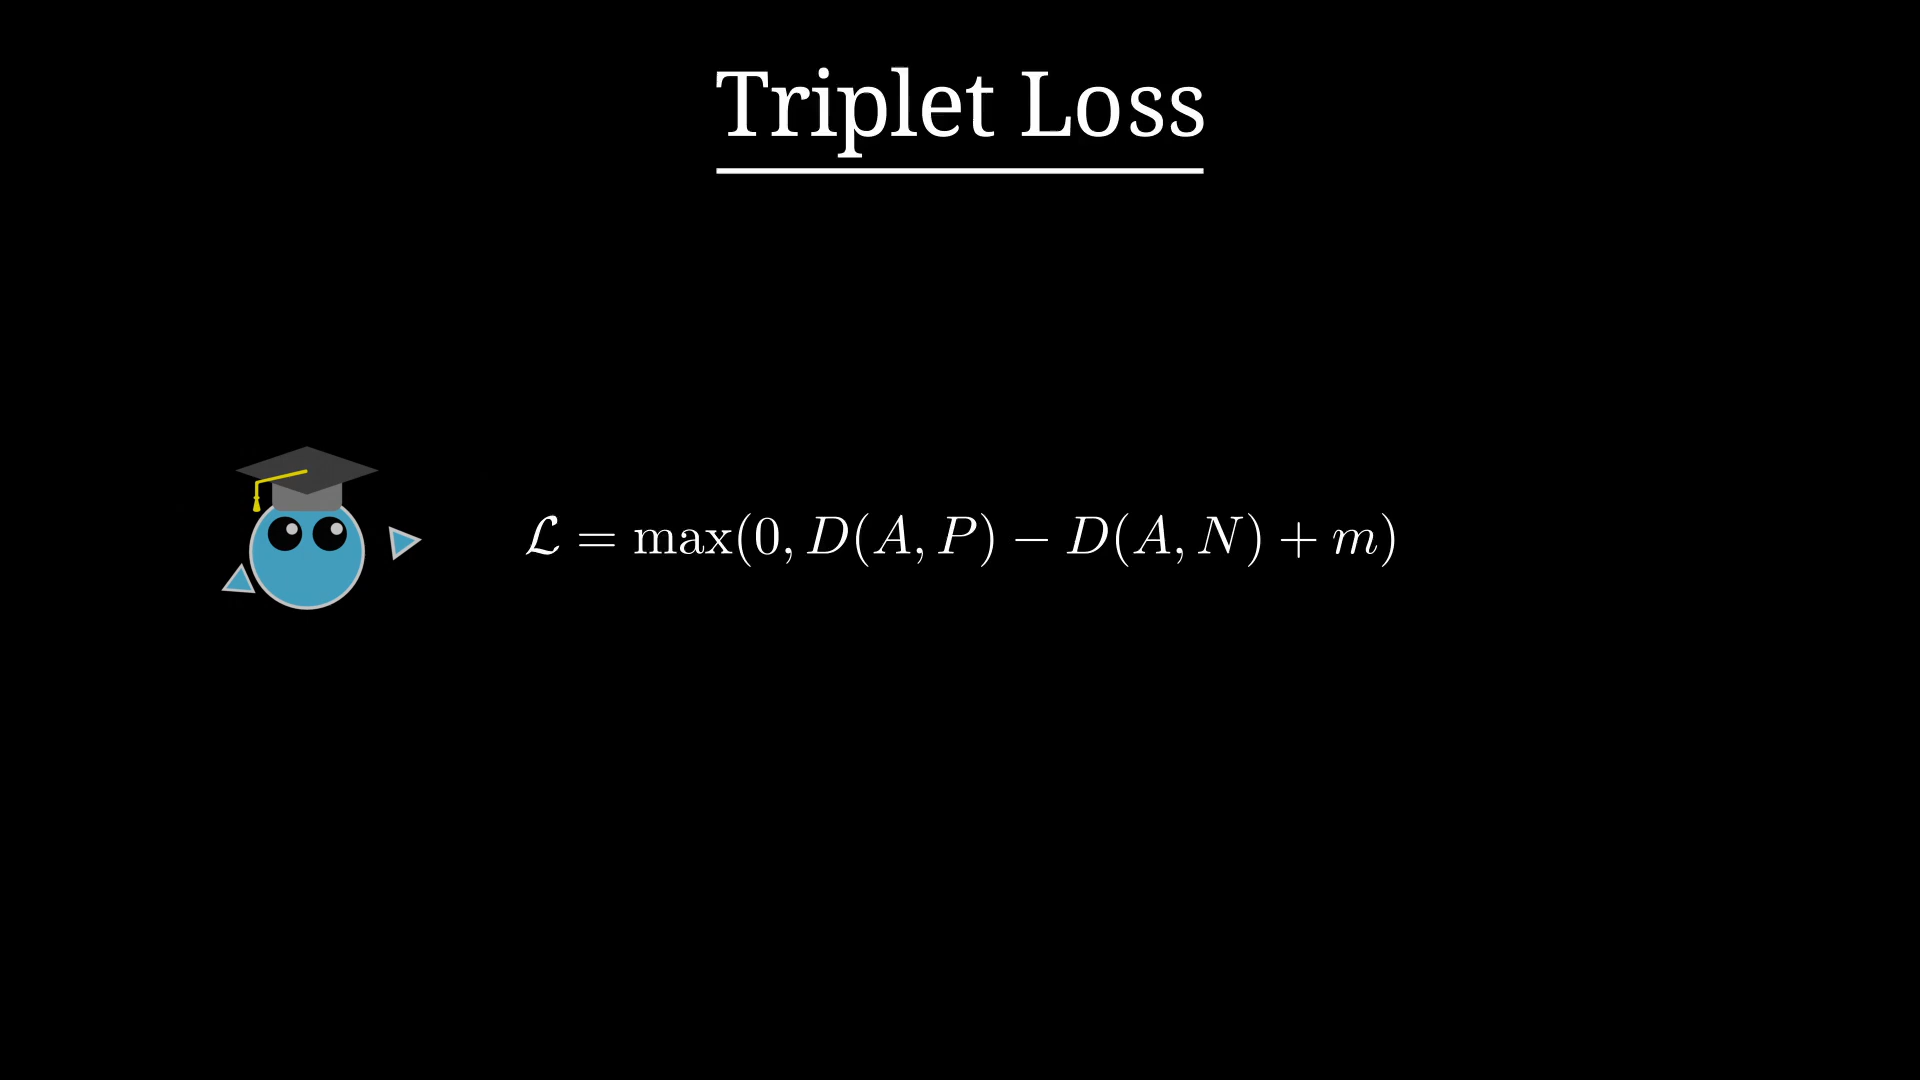 Triplet Loss
ℒ = max(0, D(A, P) − D(A, N) + m)